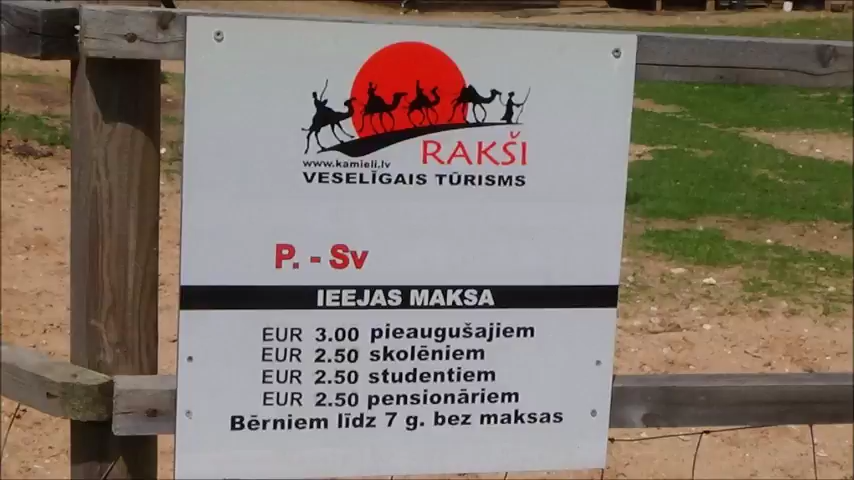 RAKŠI
www.kamieli.lv
VESELĪGAIS TŪRISMS
P. - Sv
IEEJAS MAKSA
EUR 3.00 pieaugušajiem
EUR 2.50 skolēniem
EUR 2.50 studentiem
EUR 2.50 pensionāriem
Bērniem līdz 7 g. bez maksas